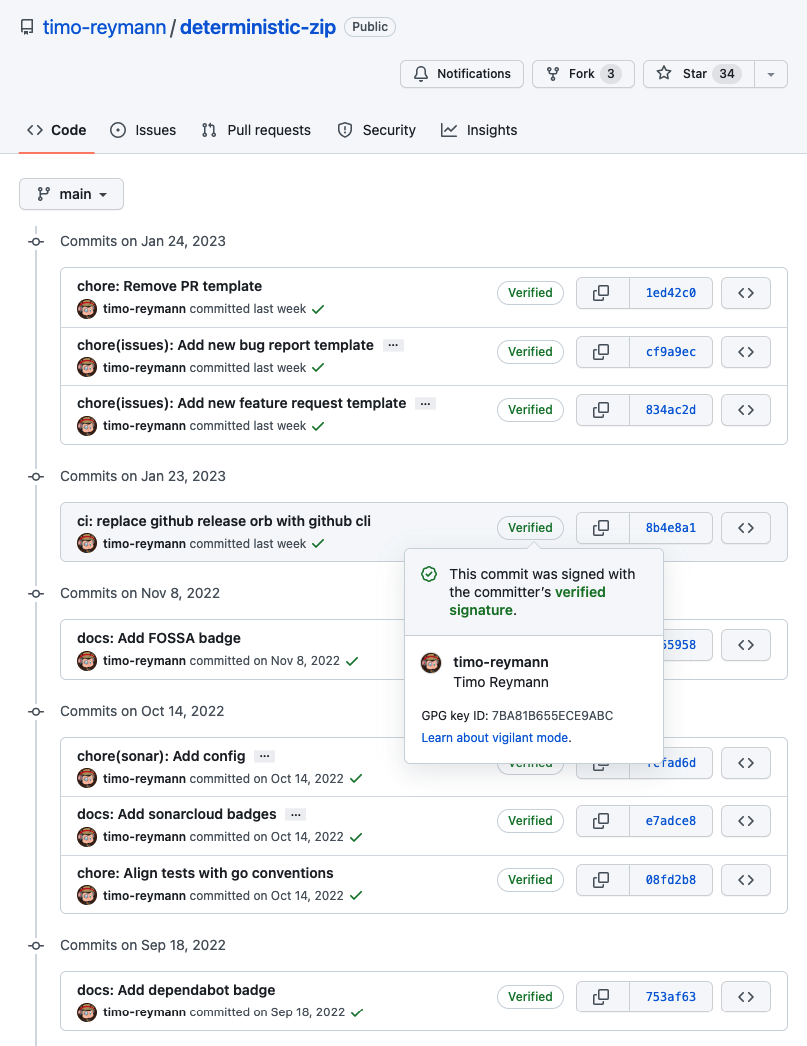 timo-reymann / deterministic-zip Public
Notifications Fork 3 Star 34
Code Issues Pull requests Security Insights
main
Commits on Jan 24, 2023
chore: Remove PR template
timo-reymann committed last week
Verified 1ed42c0
chore(issues): Add new bug report template ...
timo-reymann committed last week
Verified cf9a9ec
chore(issues): Add new feature request template ...
timo-reymann committed last week
Verified 834ac2d
Commits on Jan 23, 2023
ci: replace github release orb with github cli
timo-reymann committed last week
Verified 8b4e8a1
This commit was signed with
the committer's verified
signature.
timo-reymann
Timo Reymann
GPG key ID: 7BA81B655ECE9ABC
Learn about vigilant mode.
Commits on Nov 8, 2022
docs: Add FOSSA badge
timo-reymann committed on Nov 8, 2022
5958
Commits on Oct 14, 2022
chore(sonar): Add config ...
timo-reymann committed on Oct 14, 2022
Verified
docs: Add sonarcloud badges ...
timo-reymann committed on Oct 14, 2022
Verified e7adce8
chore: Align tests with go conventions
timo-reymann committed on Oct 14, 2022
Verified 08fd2b8
Commits on Sep 18, 2022
docs: Add dependabot badge
timo-reymann committed on Sep 18, 2022
Verified 753af63